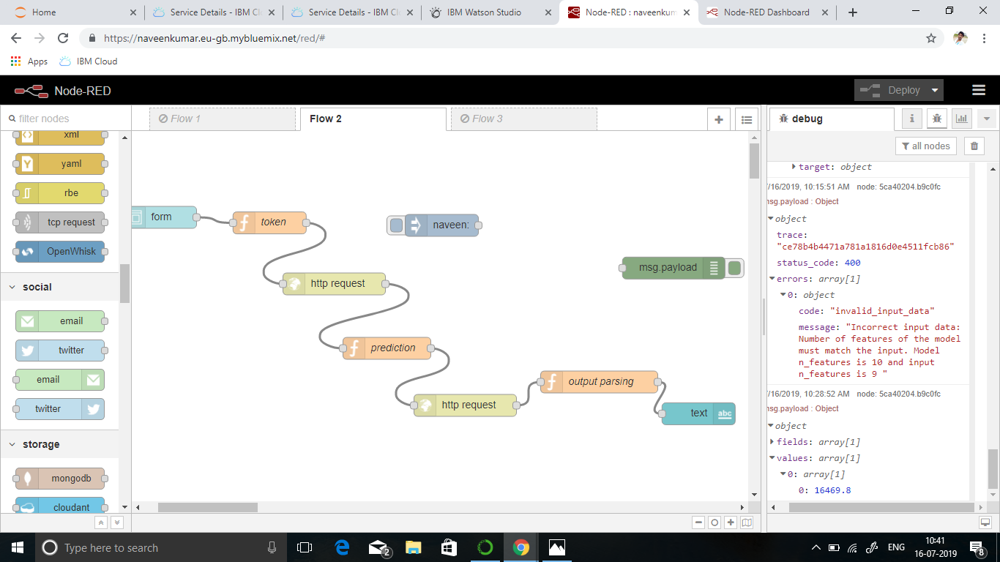 Home
Service Details - IBM Cl
Service Details - IBM Cl
IBM Watson Studio
Node-RED : naveenkum
Node-RED Dashboard
https://naveenkumar.eu-gb.mybluemix.net/red/#
Apps
IBM Cloud
Node-RED
Deploy
filter nodes
Flow 1
Flow 2
Flow 3
debug
i
all nodes
xml
yaml
rbe
tcp request
OpenWhisk
social
email
twitter
email
twitter
storage
mongodb
cloudant
form
token
naveen:
msg.payload
http request
prediction
http request
output parsing
text
abc
target: object
/16/2019, 10:15:51 AM node: 5ca40204.b9c0fc
msg.payload : Object
object
trace:
"ce78b4b4471a781a1816d0e4511fcb86"
status_code: 400
errors: array[1]
0: object
code: "invalid_input_data"
message: "Incorrect input data:
Number of features of the model
must match the input. Model
n_features is 10 and input
n_features is 9 "
/16/2019, 10:28:52 AM node: 5ca40204.b9c0fc
msg.payload : Object
object
fields: array[1]
values: array[1]
0: array[1]
0: 16469.8
Type here to search
2
ENG
10:41
16-07-2019
8